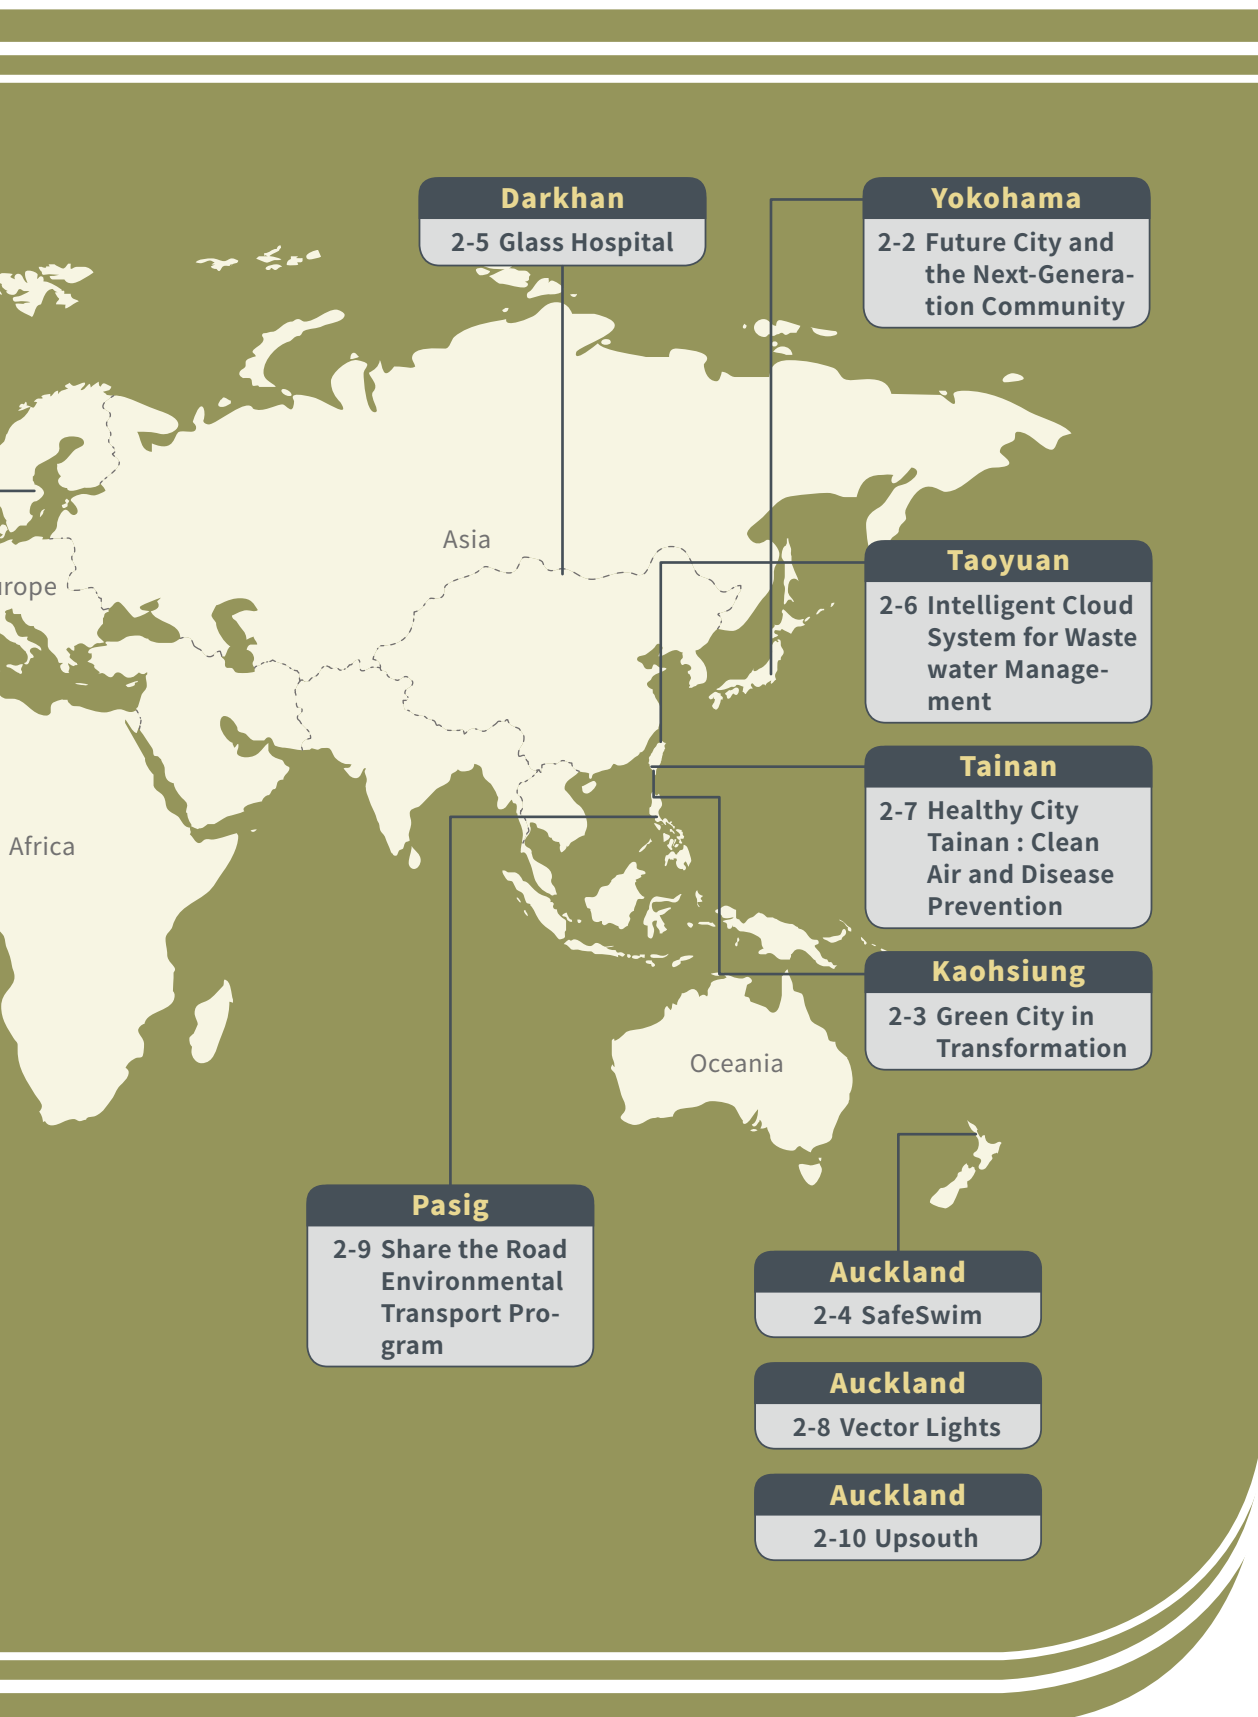 Darkhan
2-5 Glass Hospital
Yokohama
2-2 Future City and
the Next-Genera-
tion Community
Asia
urope
Taoyuan
2-6 Intelligent Cloud
System for Waste
water Manage-
ment
Tainan
2-7 Healthy City
Tainan : Clean
Air and Disease
Prevention
Africa
Kaohsiung
2-3 Green City in
Transformation
Oceania
Pasig
2-9 Share the Road
Environmental
Transport Pro-
gram
Auckland
2-4 SafeSwim
Auckland
2-8 Vector Lights
Auckland
2-10 Upsouth